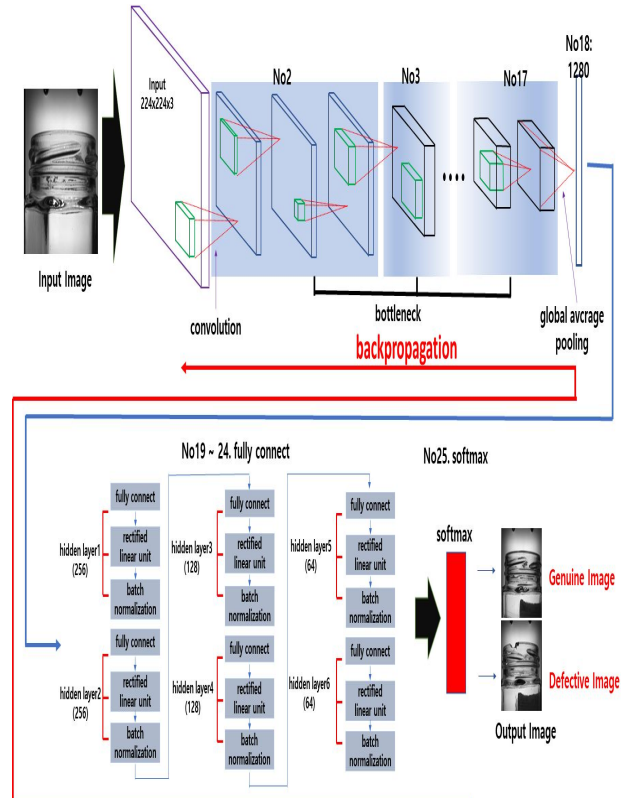 Input
224x224x3
No2
No3
No17
No18:
1280
Input Image
convolution
bottleneck
global avcrage
pooling
backpropagation
No19 ~ 24. fully connect
No25. softmax
hidden layer1
(256)
fully connect
rectified
linear unit
batch
normalization
hidden layer2
(256)
fully connect
rectified
linear unit
batch
normalization
hidden layer3
(128)
fully connect
rectified
linear unit
batch
normalization
hidden layer4
(128)
fully connect
rectified
linear unit
batch
normalization
hidden layer5
(64)
fully connect
rectified
linear unit
batch
normalization
hidden layer6
(64)
fully connect
rectified
linear unit
batch
normalization
softmax
Genuine Image
Defective Image
Output Image